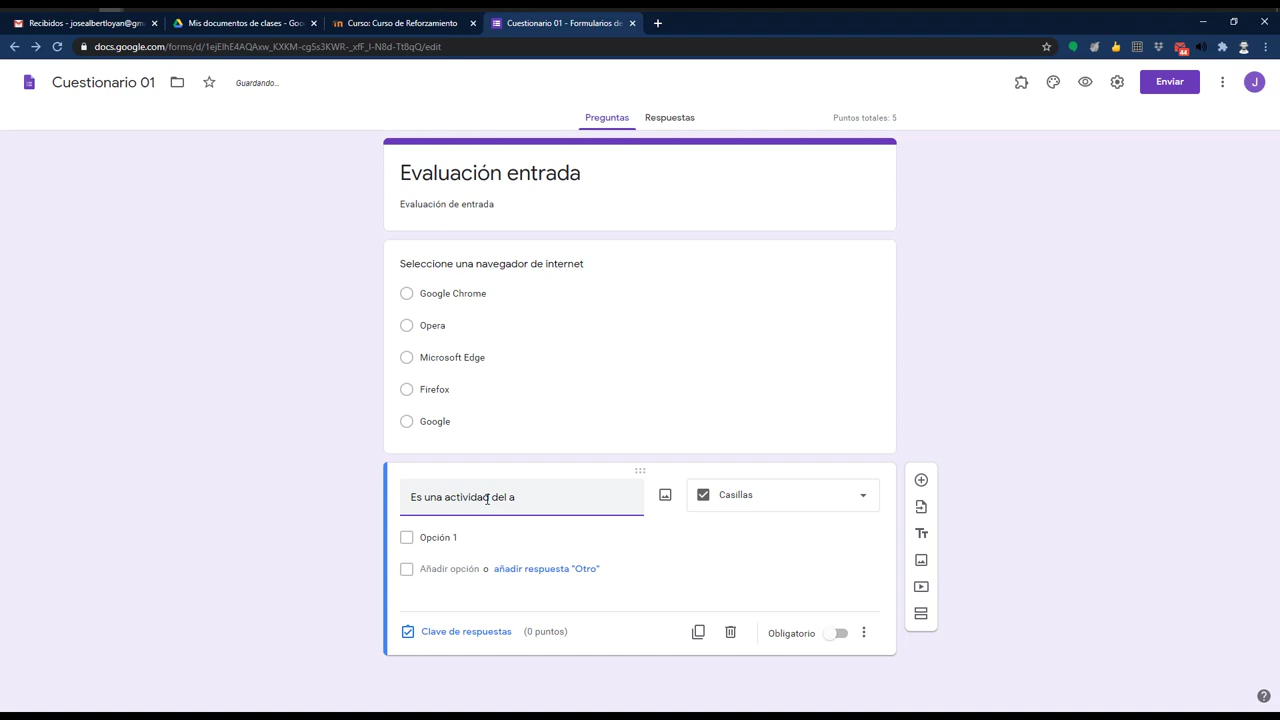 Recibidos - josealbertoyan@gm
Mis documentos de clases - Goo
Curso: Curso de Reforzamiento
Cuestionario 01 - Formularios de
docs.google.com/forms/d/1ejElhE4AQAxw_KXKM-cg5s3KWR-_xfF_I-N8d-Tt8qQ/edit
44
Cuestionario 01
Guardando...
Enviar
J
Preguntas
Respuestas
Puntos totales: 5
Evaluación entrada
Evaluación de entrada
Seleccione una navegador de internet
Google Chrome
Opera
Microsoft Edge
Firefox
Google
Es una actividad del a
Casillas
Opción 1
Añadir opción o añadir respuesta "Otro"
Clave de respuestas (0 puntos)
Obligatorio